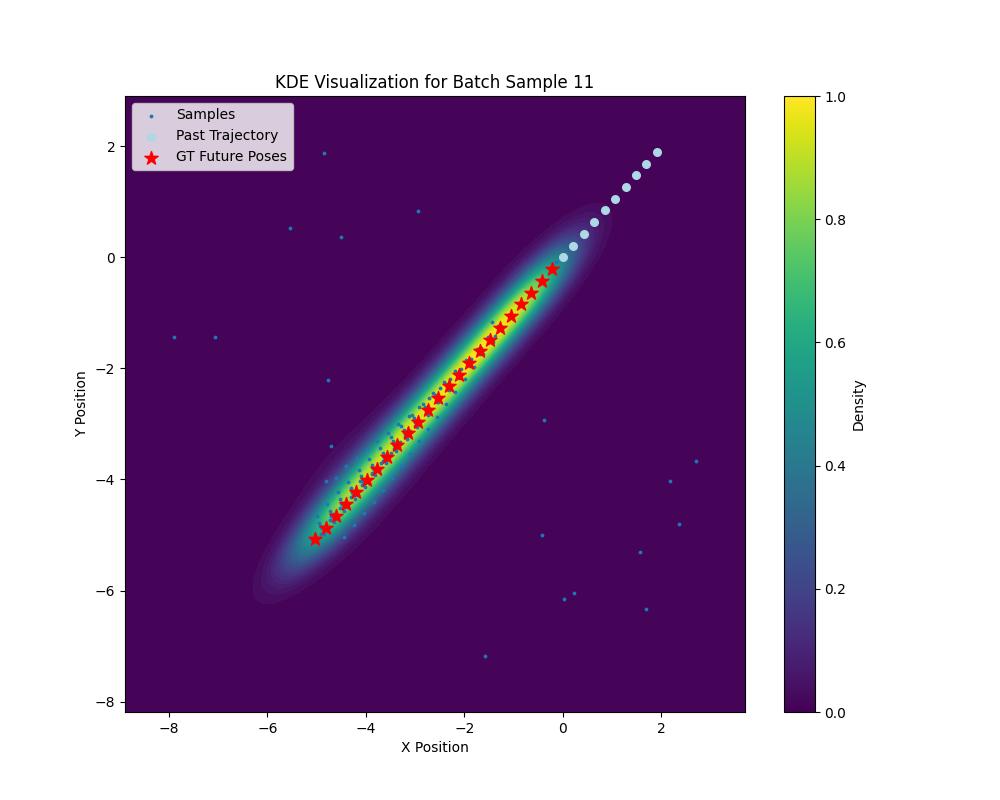 KDE Visualization for Batch Sample 11
Samples
Past Trajectory
GT Future Poses
2
0
−2
−4
−6
−8
Y Position
−8 −6 −4 −2 0 2
X Position
1.0
0.8
0.6
0.4
0.2
0.0
Density